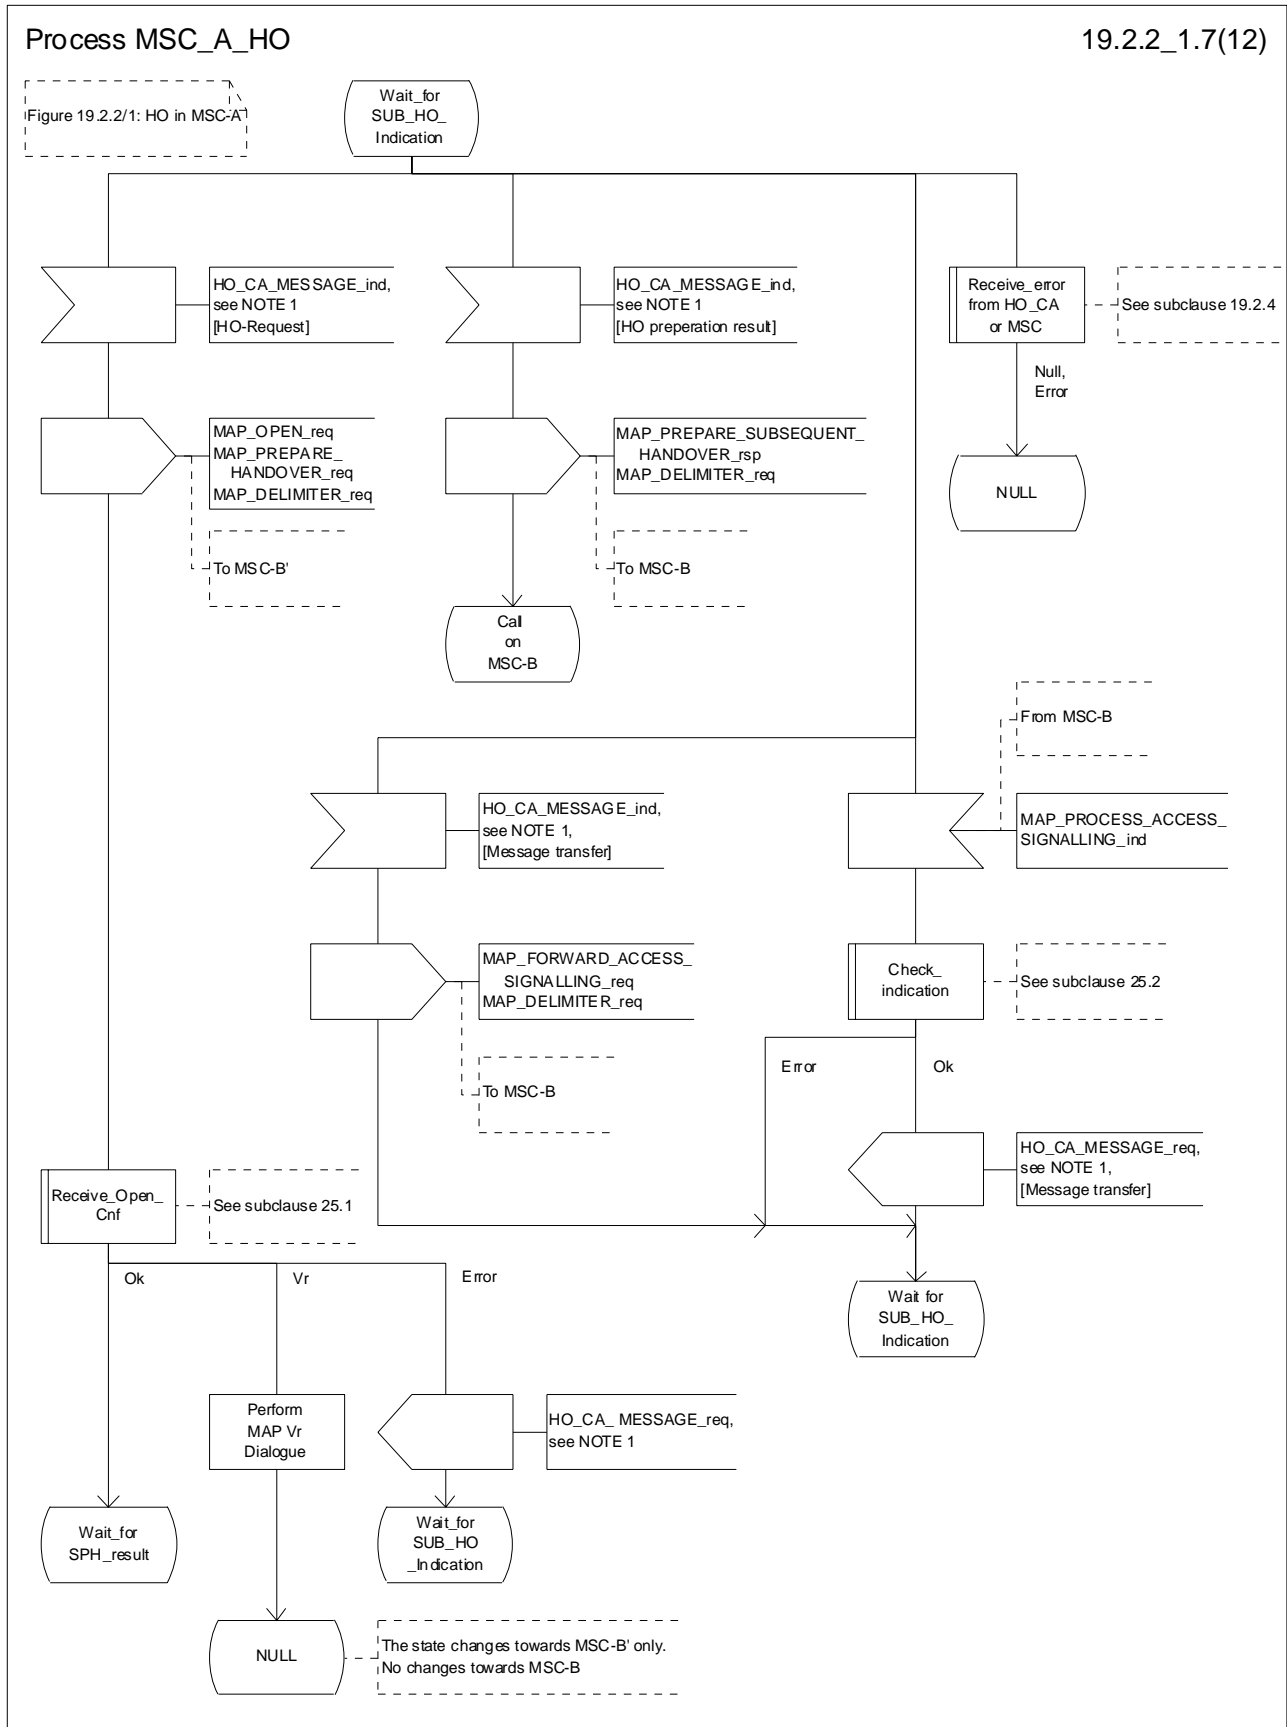 Process MSC_A_HO
19.2.2_1.7(12)
Figure 19.2.2/1: HO in MSC-A
Wait_for
SUB_HO_
Indication
HO_CA_MESSAGE_ind,
see NOTE 1
[HO-Request]
HO_CA_MESSAGE_ind,
see NOTE 1
[HO preperation result]
Receive_error
from HO_CA
or MSC
See subclause 19.2.4
Null,
Error
MAP_OPEN_req
MAP_PREPARE_
HANDOVER_req
MAP_DELIMITER_req
MAP_PREPARE_SUBSEQUENT_
HANDOVER_rsp
MAP_DELIMITER_req
NULL
To MSC-B'
To MSC-B
Call
on
MSC-B
From MSC-B
HO_CA_MESSAGE_ind,
see NOTE 1,
[Message transfer]
MAP_PROCESS_ACCESS_
SIGNALLING_ind
MAP_FORWARD_ACCESS_
SIGNALLING_req
MAP_DELIMITER_req
Check_
indication
See subclause 25.2
Error
Ok
To MSC-B
HO_CA_MESSAGE_req,
see NOTE 1,
[Message transfer]
Receive_Open_
Cnf
See subclause 25.1
Ok
Vr
Error
Wait for
SUB_HO_
Indication
Perform
MAP Vr
Dialogue
HO_CA_ MESSAGE_req,
see NOTE 1
Wait_for
SPH_result
Wait_for
SUB_HO
_Indication
NULL
The state changes towards MSC-B' only.
No changes towards MSC-B